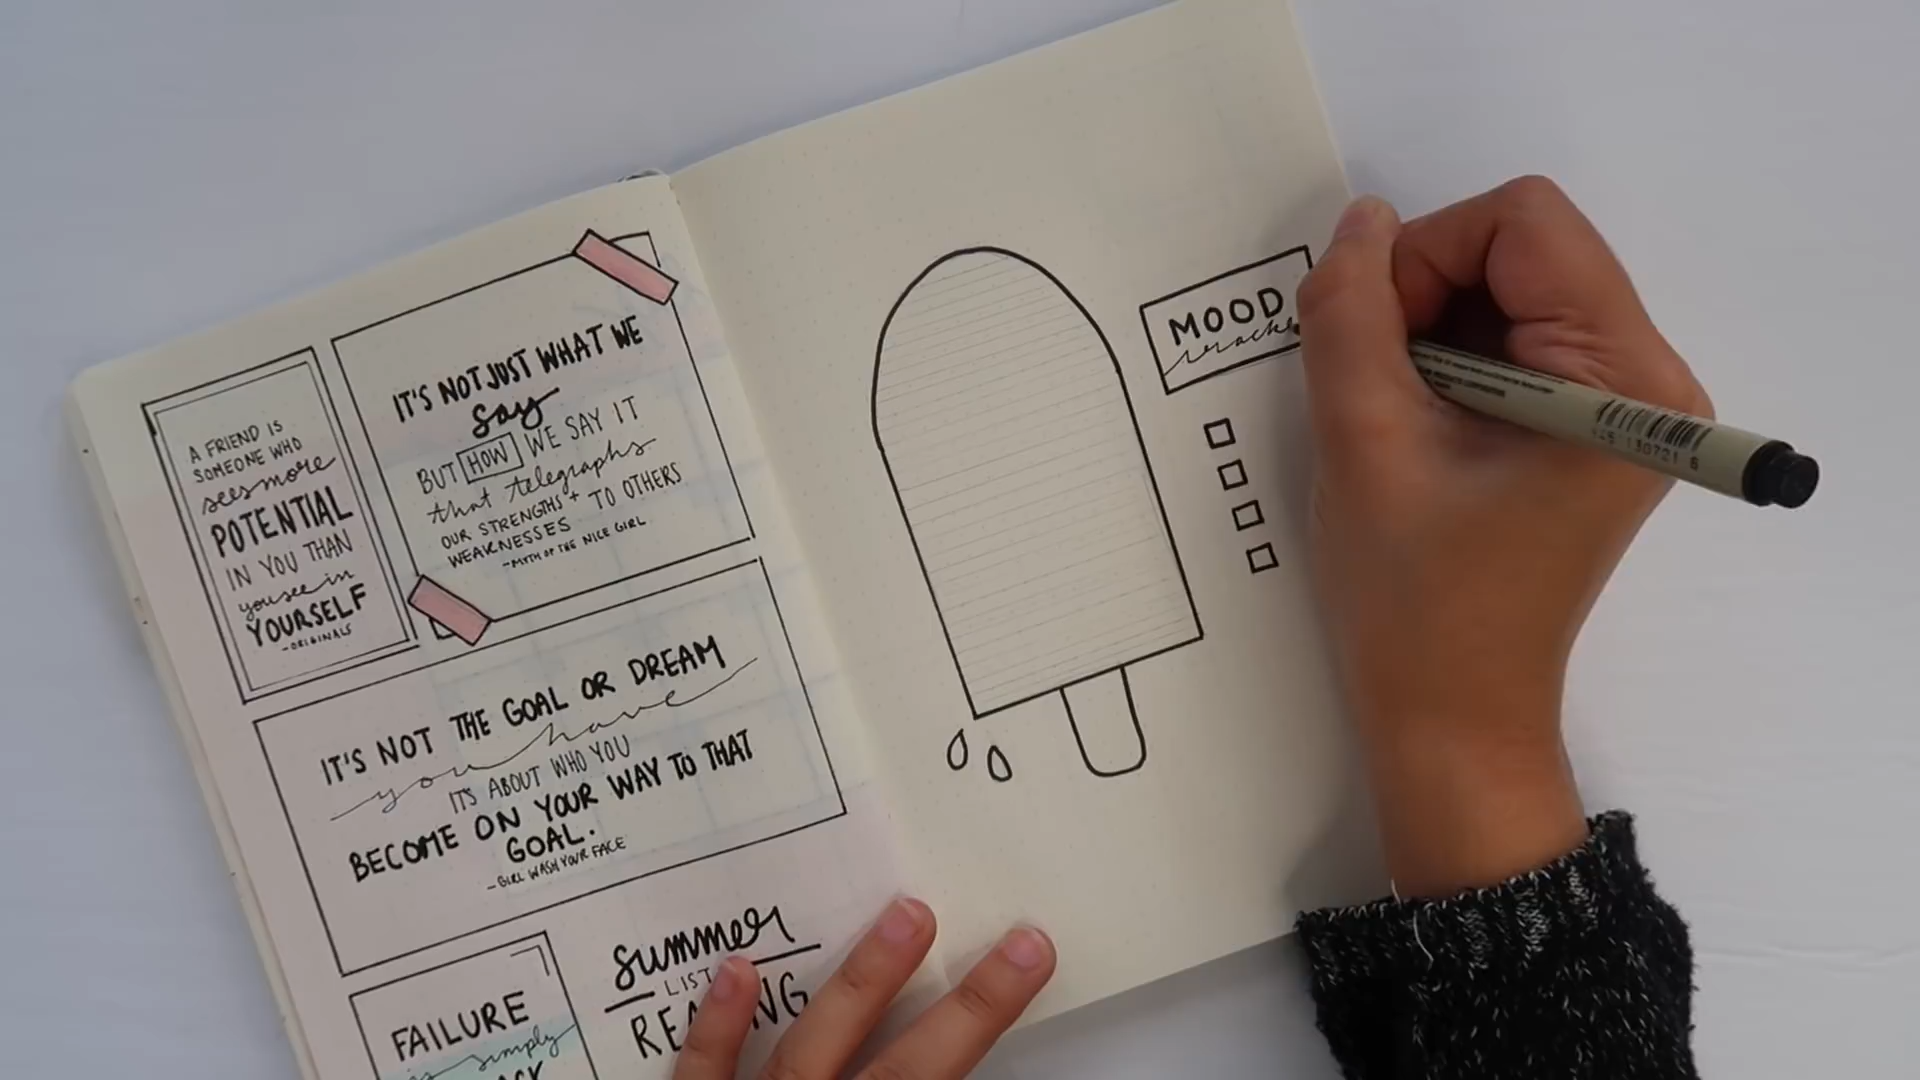 A FRIEND IS
SOMEONE WHO
sees more
POTENTIAL
IN YOU THAN
you see in
YOURSELF
-ORIGINALS
IT'S NOT JUST WHAT WE
say
BUT HOW WE SAY IT
that telegraphs
OUR STRENGTHS + TO OTHERS
WEAKNESSES
-MYTH OF THE NICE GIRL
IT'S NOT THE GOAL OR DREAM
you have
IT'S ABOUT WHO YOU
BECOME ON YOUR WAY TO THAT
GOAL.
-GIRL WASH YOUR FACE
FAILURE
is simply
summer
LIST
MOOD